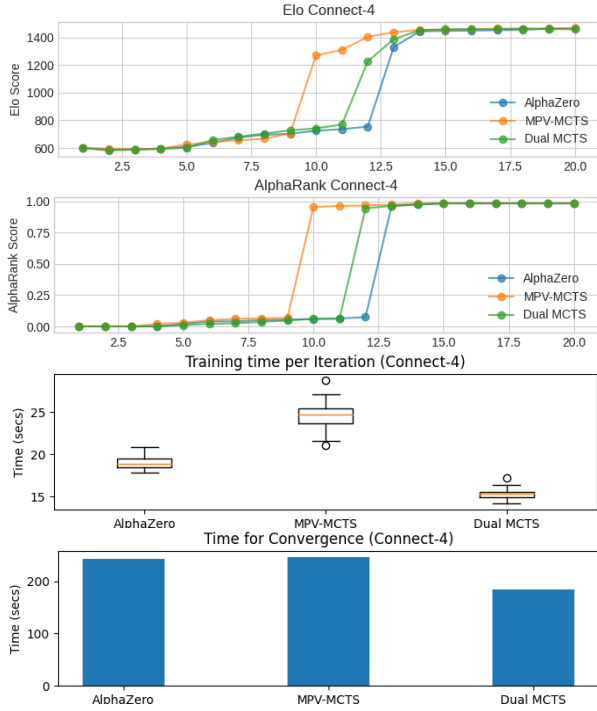 Elo Connect-4
Elo Score
1400
1200
1000
800
600
AlphaZero
MPV-MCTS
Dual MCTS
2.5 5.0 7.5 10.0 12.5 15.0 17.5 20.0
AlphaRank Connect-4
AlphaRank Score
1.00
0.75
0.50
0.25
0.00
AlphaZero
MPV-MCTS
Dual MCTS
2.5 5.0 7.5 10.0 12.5 15.0 17.5 20.0
Training time per Iteration (Connect-4)
Time (secs)
25
20
15
AlphaZero MPV-MCTS Dual MCTS
Time for Convergence (Connect-4)
Time (secs)
200
100
0
AlphaZero MPV-MCTS Dual MCTS